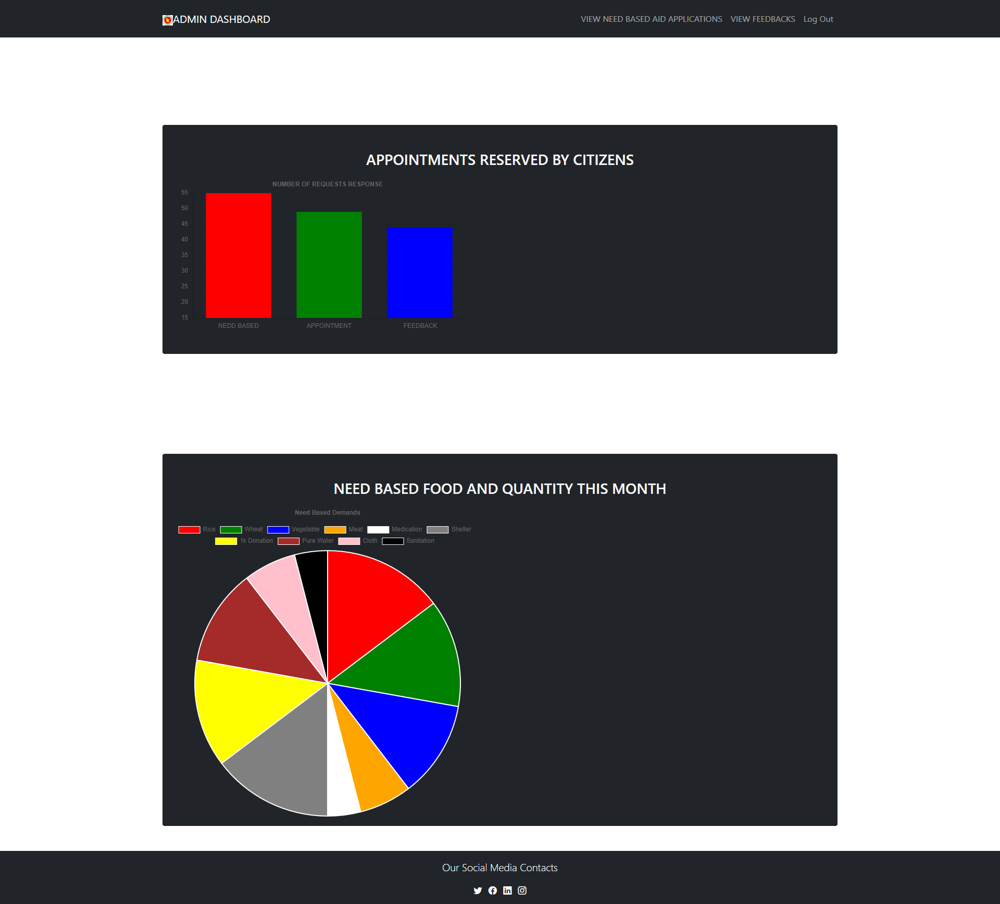 ADMIN DASHBOARD VIEW NEED BASED AID APPLICATIONS VIEW FEEDBACKS Log Out
APPOINTMENTS RESERVED BY CITIZENS
NUMBER OF REQUESTS RESPONSE
55
50
45
40
35
30
25
20
15
NEDD BASED APPOINTMENT FEEDBACK
NEED BASED FOOD AND QUANTITY THIS MONTH
Need Based Demands
Rice Wheat Vegetable Meat Medication Shelter
1k Donation Pure Water Cloth Sanitation
Our Social Media Contacts